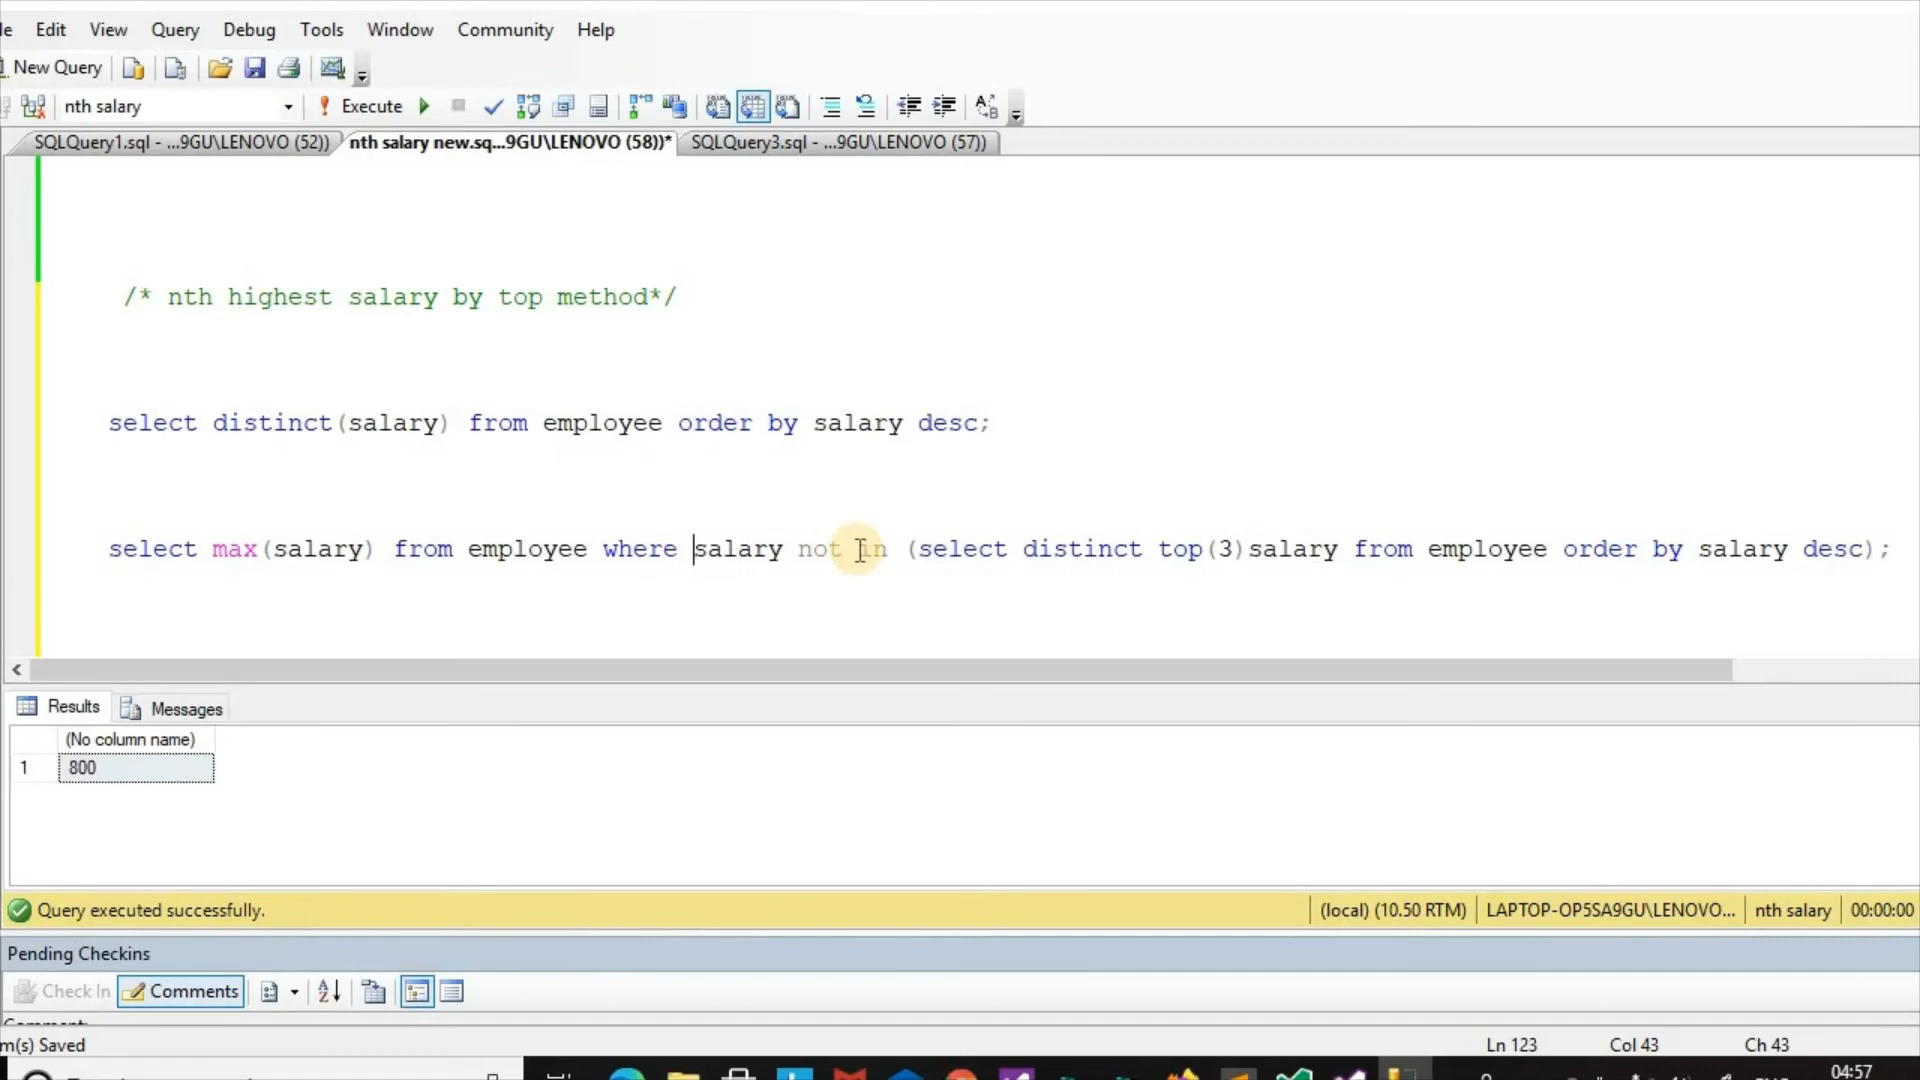 le Edit View Query Debug Tools Window Community Help
New Query
nth salary Execute
SQLQuery1.sql - ...9GU\LENOVO (52)) nth salary new.sq...9GU\LENOVO (58))* SQLQuery3.sql - ...9GU\LENOVO (57))
/* nth highest salary by top method*/
select distinct(salary) from employee order by salary desc;
select max(salary) from employee where salary not in (select distinct top(3)salary from employee order by salary desc);
Results Messages
(No column name)
1 800
Query executed successfully. (local) (10.50 RTM) LAPTOP-OP5SA9GU\LENOVO... nth salary 00:00:00
Pending Checkins
Check In Comments
m(s) Saved Ln 123 Col 43 Ch 43
04:57